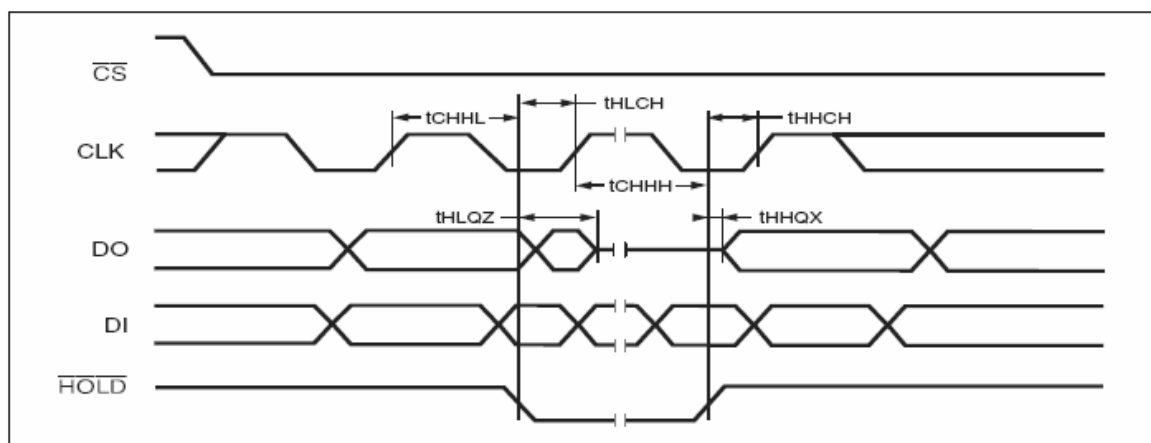 CS
tHLCH
tCHHL
tHHCH
CLK
tCHHH
tHLQZ
tHHQX
DO
DI
HOLD